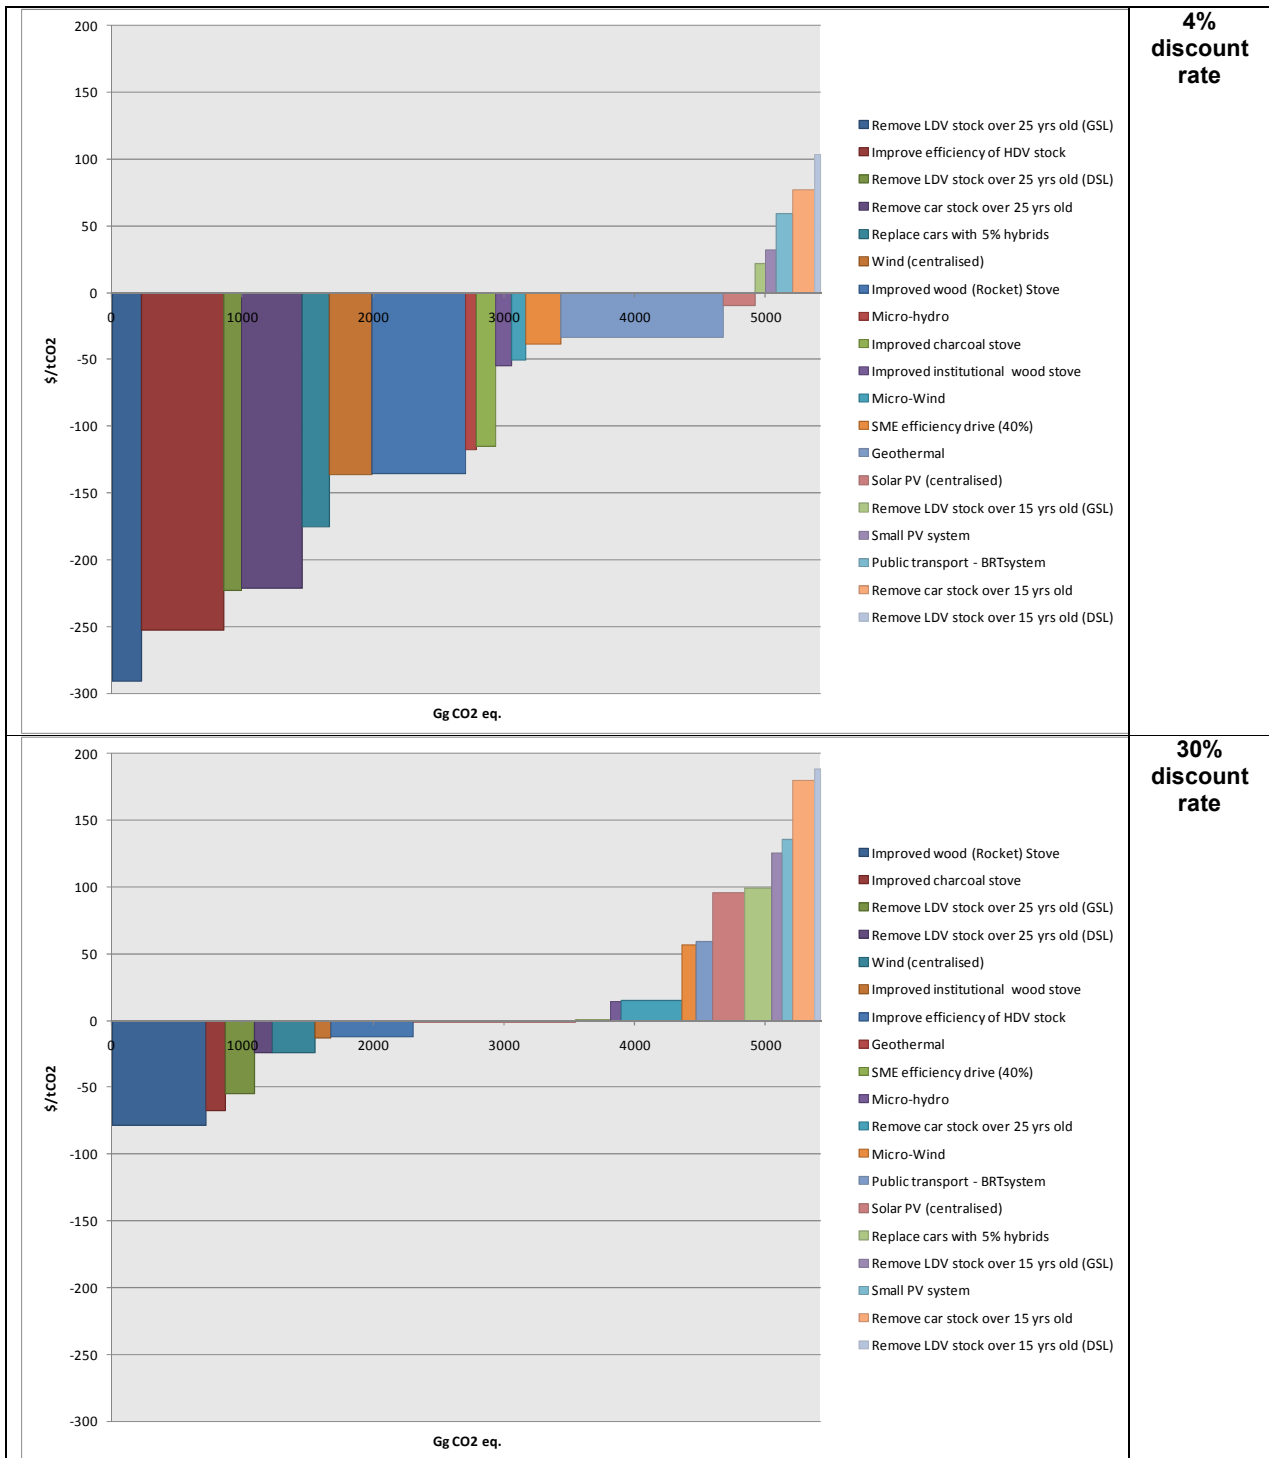 4%
discount
rate
200
150
100
50
0
-50
-100
-150
-200
-250
-300
$/tCO2
0 1000 2000 3000 4000 5000
Gg CO2 eq.
Remove LDV stock over 25 yrs old (GSL)
Improve efficiency of HDV stock
Remove LDV stock over 25 yrs old (DSL)
Remove car stock over 25 yrs old
Replace cars with 5% hybrids
Wind (centralised)
Improved wood (Rocket) Stove
Micro-hydro
Improved charcoal stove
Improved institutional wood stove
Micro-Wind
SME efficiency drive (40%)
Geothermal
Solar PV (centralised)
Remove LDV stock over 15 yrs old (GSL)
Small PV system
Public transport - BRTsystem
Remove car stock over 15 yrs old
Remove LDV stock over 15 yrs old (DSL)
30%
discount
rate
200
150
100
50
0
-50
-100
-150
-200
-250
-300
$/tCO2
0 1000 2000 3000 4000 5000
Gg CO2 eq.
Improved wood (Rocket) Stove
Improved charcoal stove
Remove LDV stock over 25 yrs old (GSL)
Remove LDV stock over 25 yrs old (DSL)
Wind (centralised)
Improved institutional wood stove
Improve efficiency of HDV stock
Geothermal
SME efficiency drive (40%)
Micro-hydro
Remove car stock over 25 yrs old
Micro-Wind
Public transport - BRTsystem
Solar PV (centralised)
Replace cars with 5% hybrids
Remove LDV stock over 15 yrs old (GSL)
Small PV system
Remove car stock over 15 yrs old
Remove LDV stock over 15 yrs old (DSL)